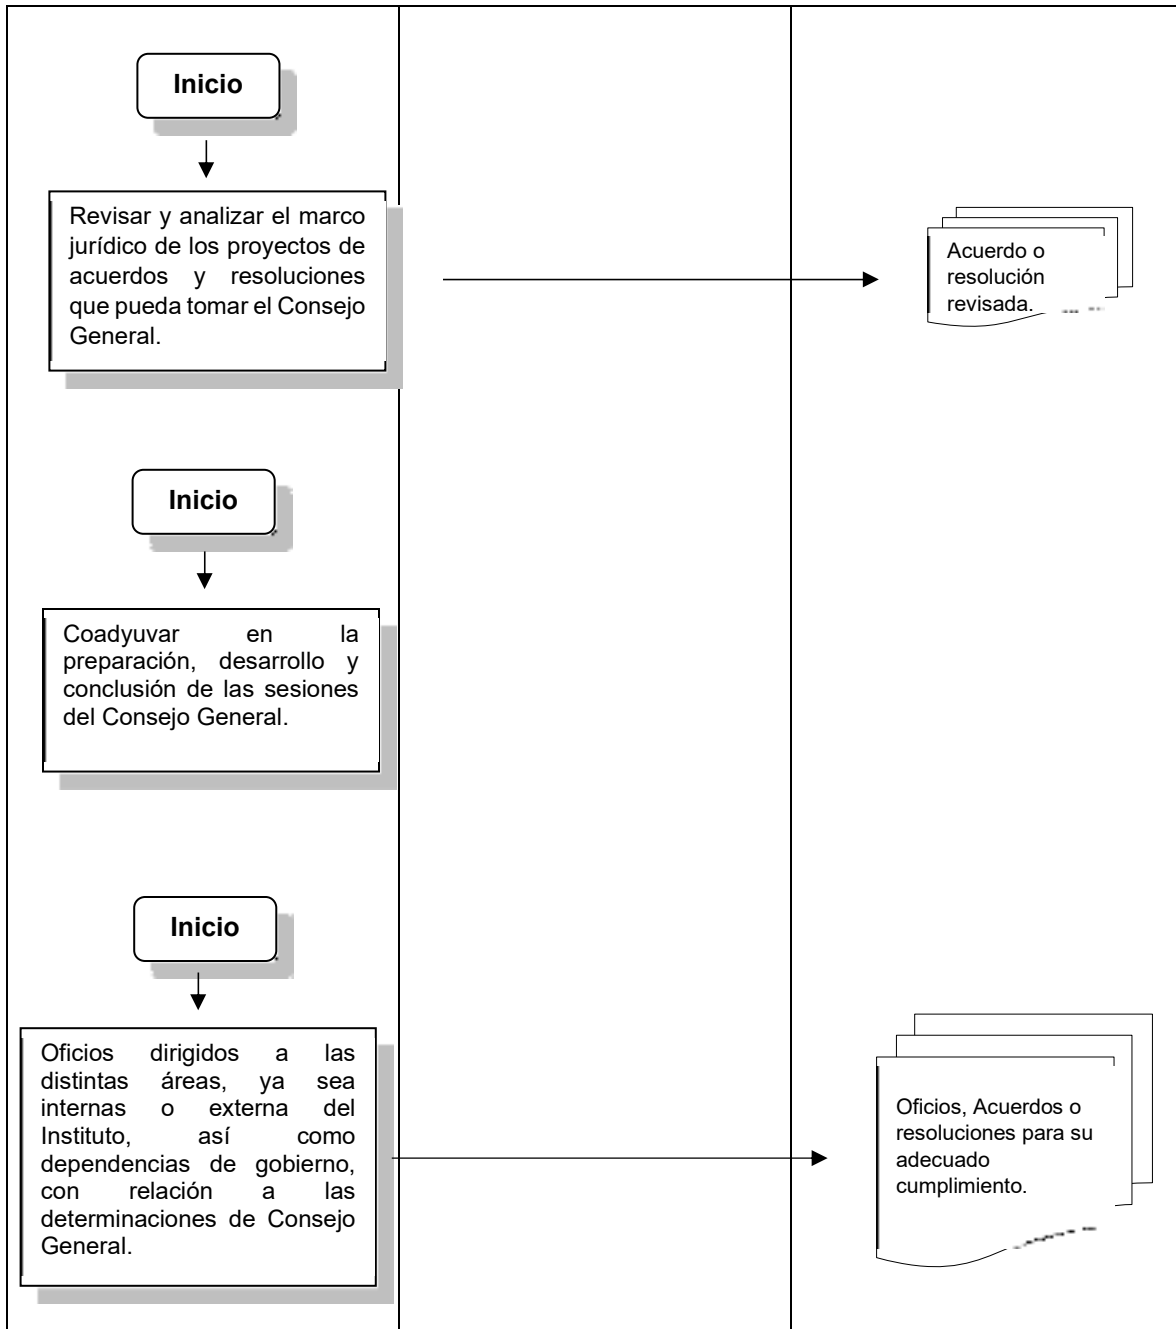 Inicio
Revisar y analizar el marco
jurídico de los proyectos de
acuerdos y resoluciones
que pueda tomar el Consejo
General.
Acuerdo o
resolución
revisada.
Inicio
Coadyuvar en la
preparación, desarrollo y
conclusión de las sesiones
del Consejo General.
Inicio
Oficios dirigidos a las
distintas áreas, ya sea
internas o externa del
Instituto, así como
dependencias de gobierno,
con relación a las
determinaciones de Consejo
General.
Oficios, Acuerdos o
resoluciones para su
adecuado
cumplimiento.